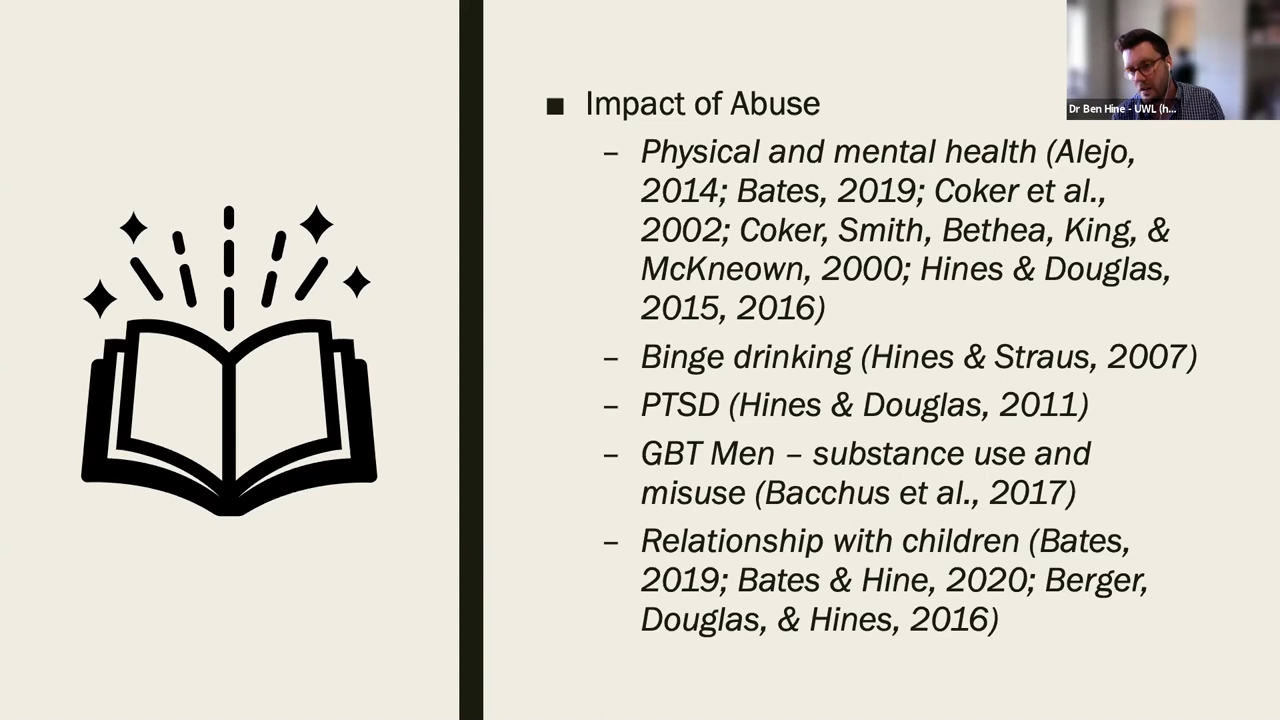 ■ Impact of Abuse
– Physical and mental health (Alejo,
2014; Bates, 2019; Coker et al.,
2002; Coker, Smith, Bethea, King, &
McKneown, 2000; Hines & Douglas,
2015, 2016)
– Binge drinking (Hines & Straus, 2007)
– PTSD (Hines & Douglas, 2011)
– GBT Men – substance use and
misuse (Bacchus et al., 2017)
– Relationship with children (Bates,
2019; Bates & Hine, 2020; Berger,
Douglas, & Hines, 2016)
Dr Ben Hine - UWL (h...